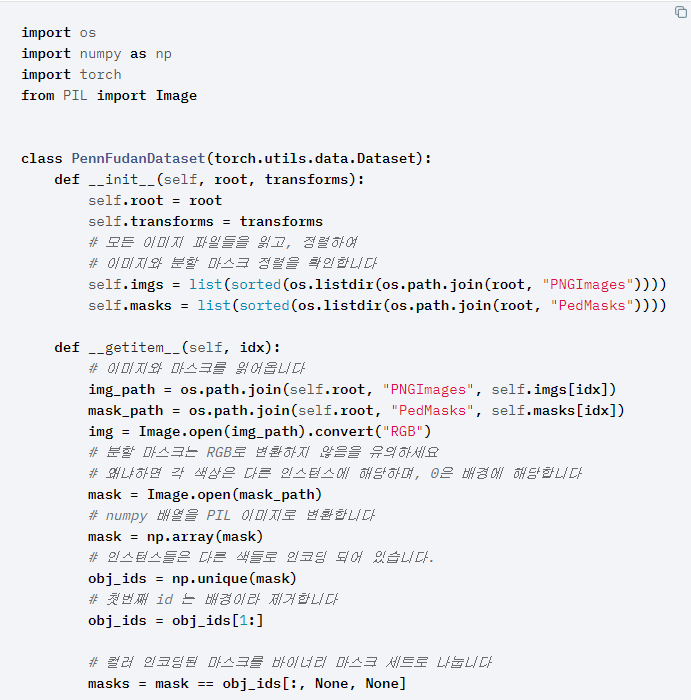 import os
import numpy as np
import torch
from PIL import Image
class PennFudanDataset(torch.utils.data.Dataset):
    def __init__(self, root, transforms):
        self.root = root
        self.transforms = transforms
        # 모든 이미지 파일들을 읽고, 정렬하여
        # 이미지와 분할 마스크 정렬을 확인합니다
        self.imgs = list(sorted(os.listdir(os.path.join(root, "PNGImages"))))
        self.masks = list(sorted(os.listdir(os.path.join(root, "PedMasks"))))
    def __getitem__(self, idx):
        # 이미지와 마스크를 읽어옵니다
        img_path = os.path.join(self.root, "PNGImages", self.imgs[idx])
        mask_path = os.path.join(self.root, "PedMasks", self.masks[idx])
        img = Image.open(img_path).convert("RGB")
        # 분할 마스크는 RGB로 변환하지 않음을 유의하세요
        # 왜냐하면 각 색상은 다른 인스턴스에 해당하며, 0은 배경에 해당합니다
        mask = Image.open(mask_path)
        # numpy 배열을 PIL 이미지로 변환합니다
        mask = np.array(mask)
        # 인스턴스들은 다른 색들로 인코딩 되어 있습니다.
        obj_ids = np.unique(mask)
        # 첫번째 id 는 배경이라 제거합니다
        obj_ids = obj_ids[1:]
        # 컬러 인코딩된 마스크를 바이너리 마스크 세트로 나눕니다
        masks = mask == obj_ids[:, None, None]